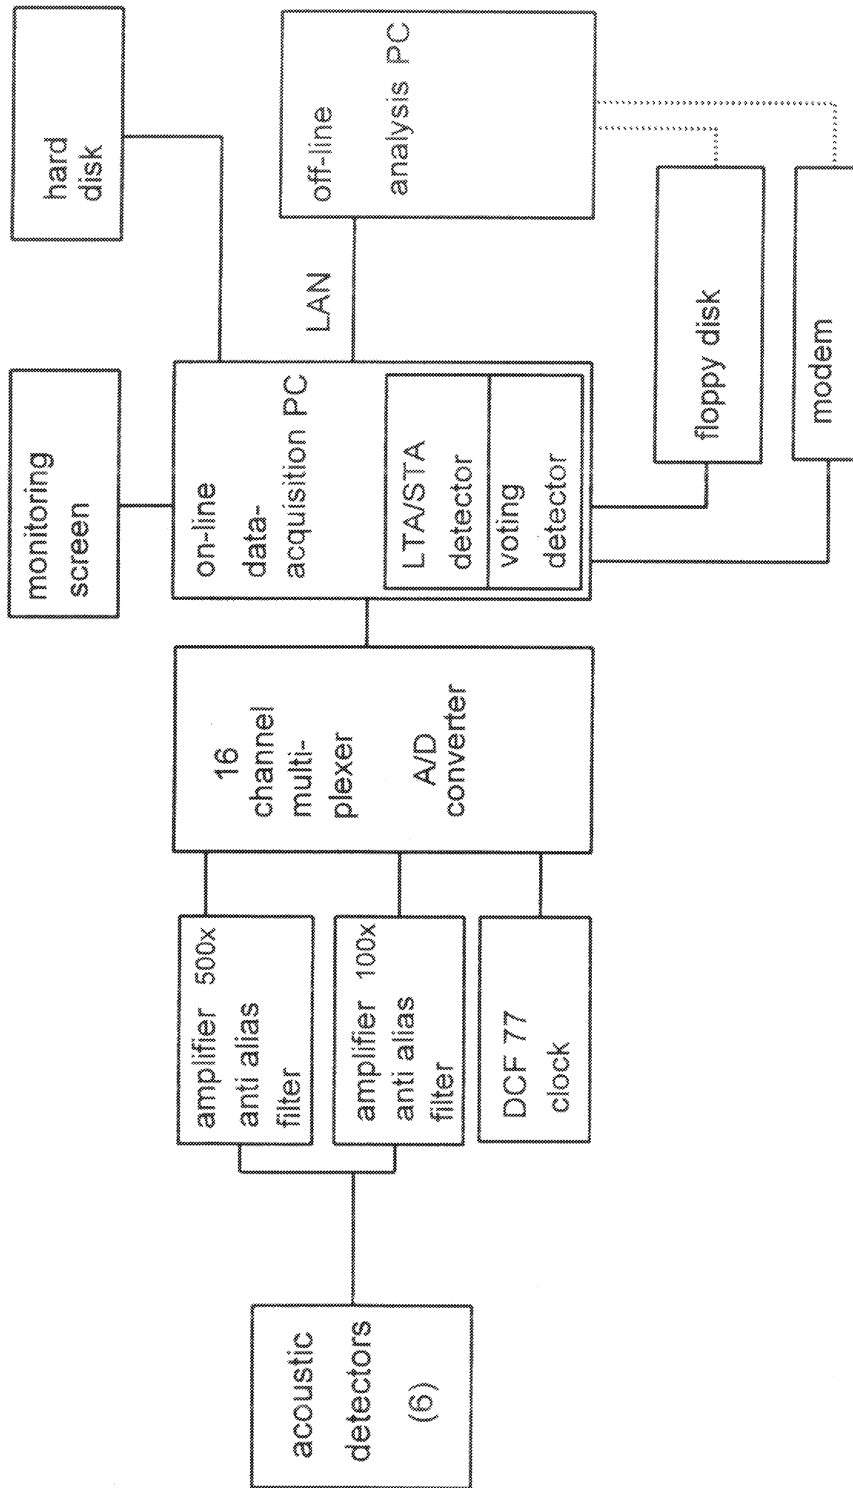 acoustic
detectors
(6)
amplifier 500x
anti alias
filter
amplifier 100x
anti alias
filter
DCF 77
clock
16
channel
multi-
plexer
A/D
converter
monitoring
screen
on-line
data-
acquisition PC
LTA/STA
detector
voting
detector
hard
disk
LAN
off-line
analysis PC
floppy disk
modem